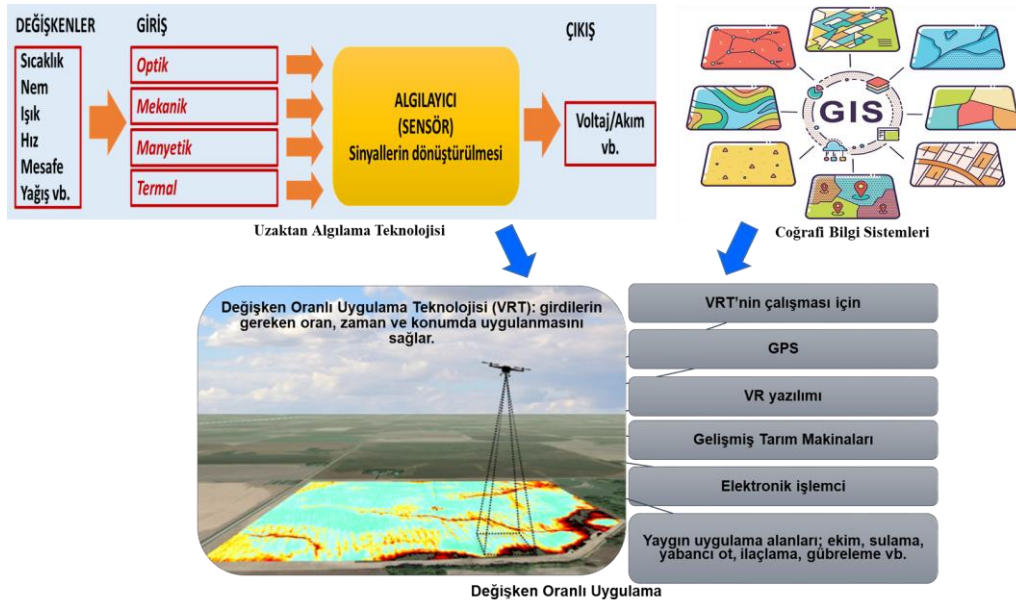 DEĞİŞKENLER
Sıcaklık
Nem
Işık
Hız
Mesafe
Yağış vb.
GİRİŞ
Optik
Mekanik
Manyetik
Termal
ALGILAYICI
(SENSÖR)
Sinyallerin dönüştürülmesi
ÇIKIŞ
Voltaj/Akım
vb.
GIS
Uzaktan Algılama Teknolojisi
Coğrafi Bilgi Sistemleri
Değişken Oranlı Uygulama Teknolojisi (VRT): girdilerin
gereken oran, zaman ve konumda uygulanmasını
sağlar.
VRT'nin çalışması için
GPS
VR yazılımı
Gelişmiş Tarım Makinaları
Elektronik işlemci
Yaygın uygulama alanları; ekim, sulama,
yabancı ot, ilaçlama, gübreleme vb.
Değişken Oranlı Uygulama